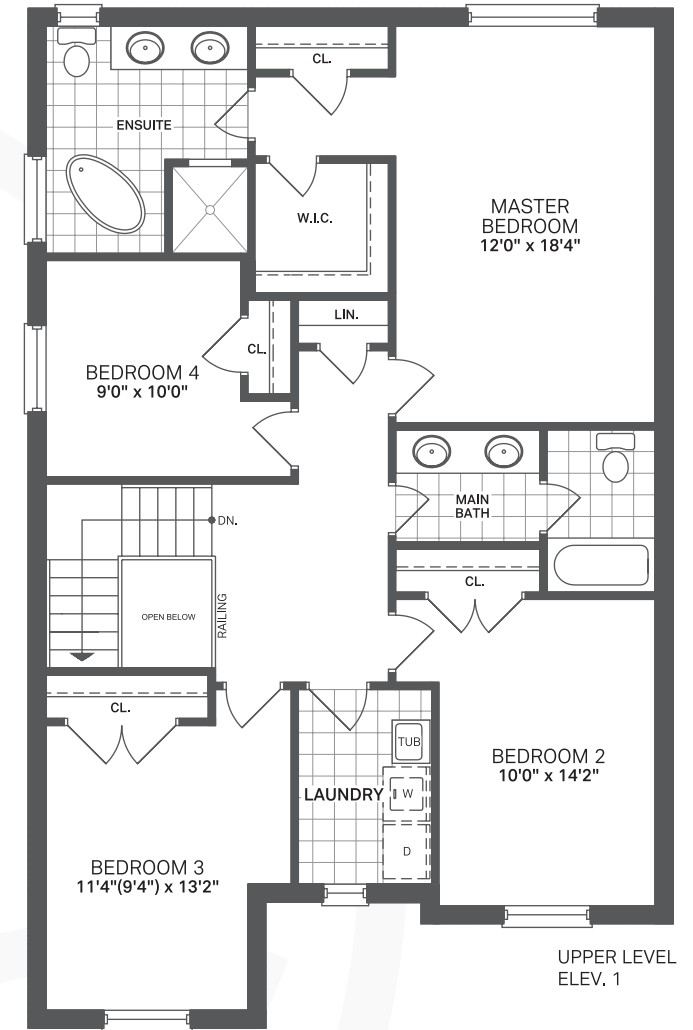 CL.
ENSUITE
W.I.C.
MASTER
BEDROOM
12'0" x 18'4"
LIN.
CL.
BEDROOM 4
9'0" x 10'0"
MAIN
BATH
DN.
CL.
OPEN BELOW
RAILING
CL.
TUB
BEDROOM 2
10'0" x 14'2"
LAUNDRY
W
D
BEDROOM 3
11'4"(9'4") x 13'2"
UPPER LEVEL
ELEV. 1